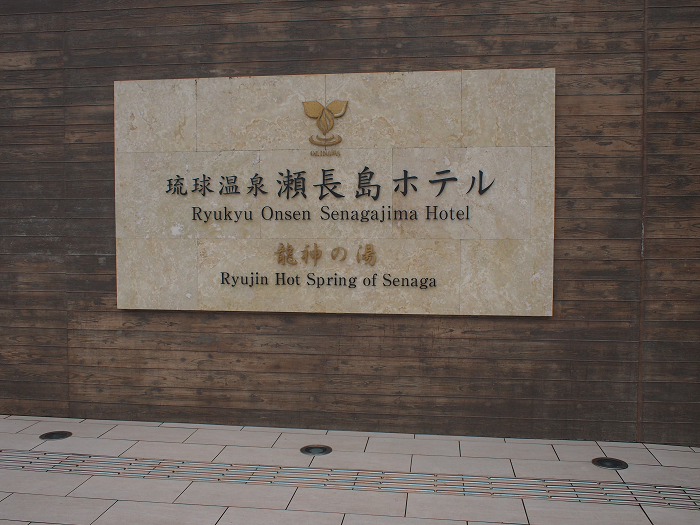 琉球温泉 瀬長島ホテル
Ryukyu Onsen Senagajima Hotel
龍神の湯
Ryujin Hot Spring of Senaga